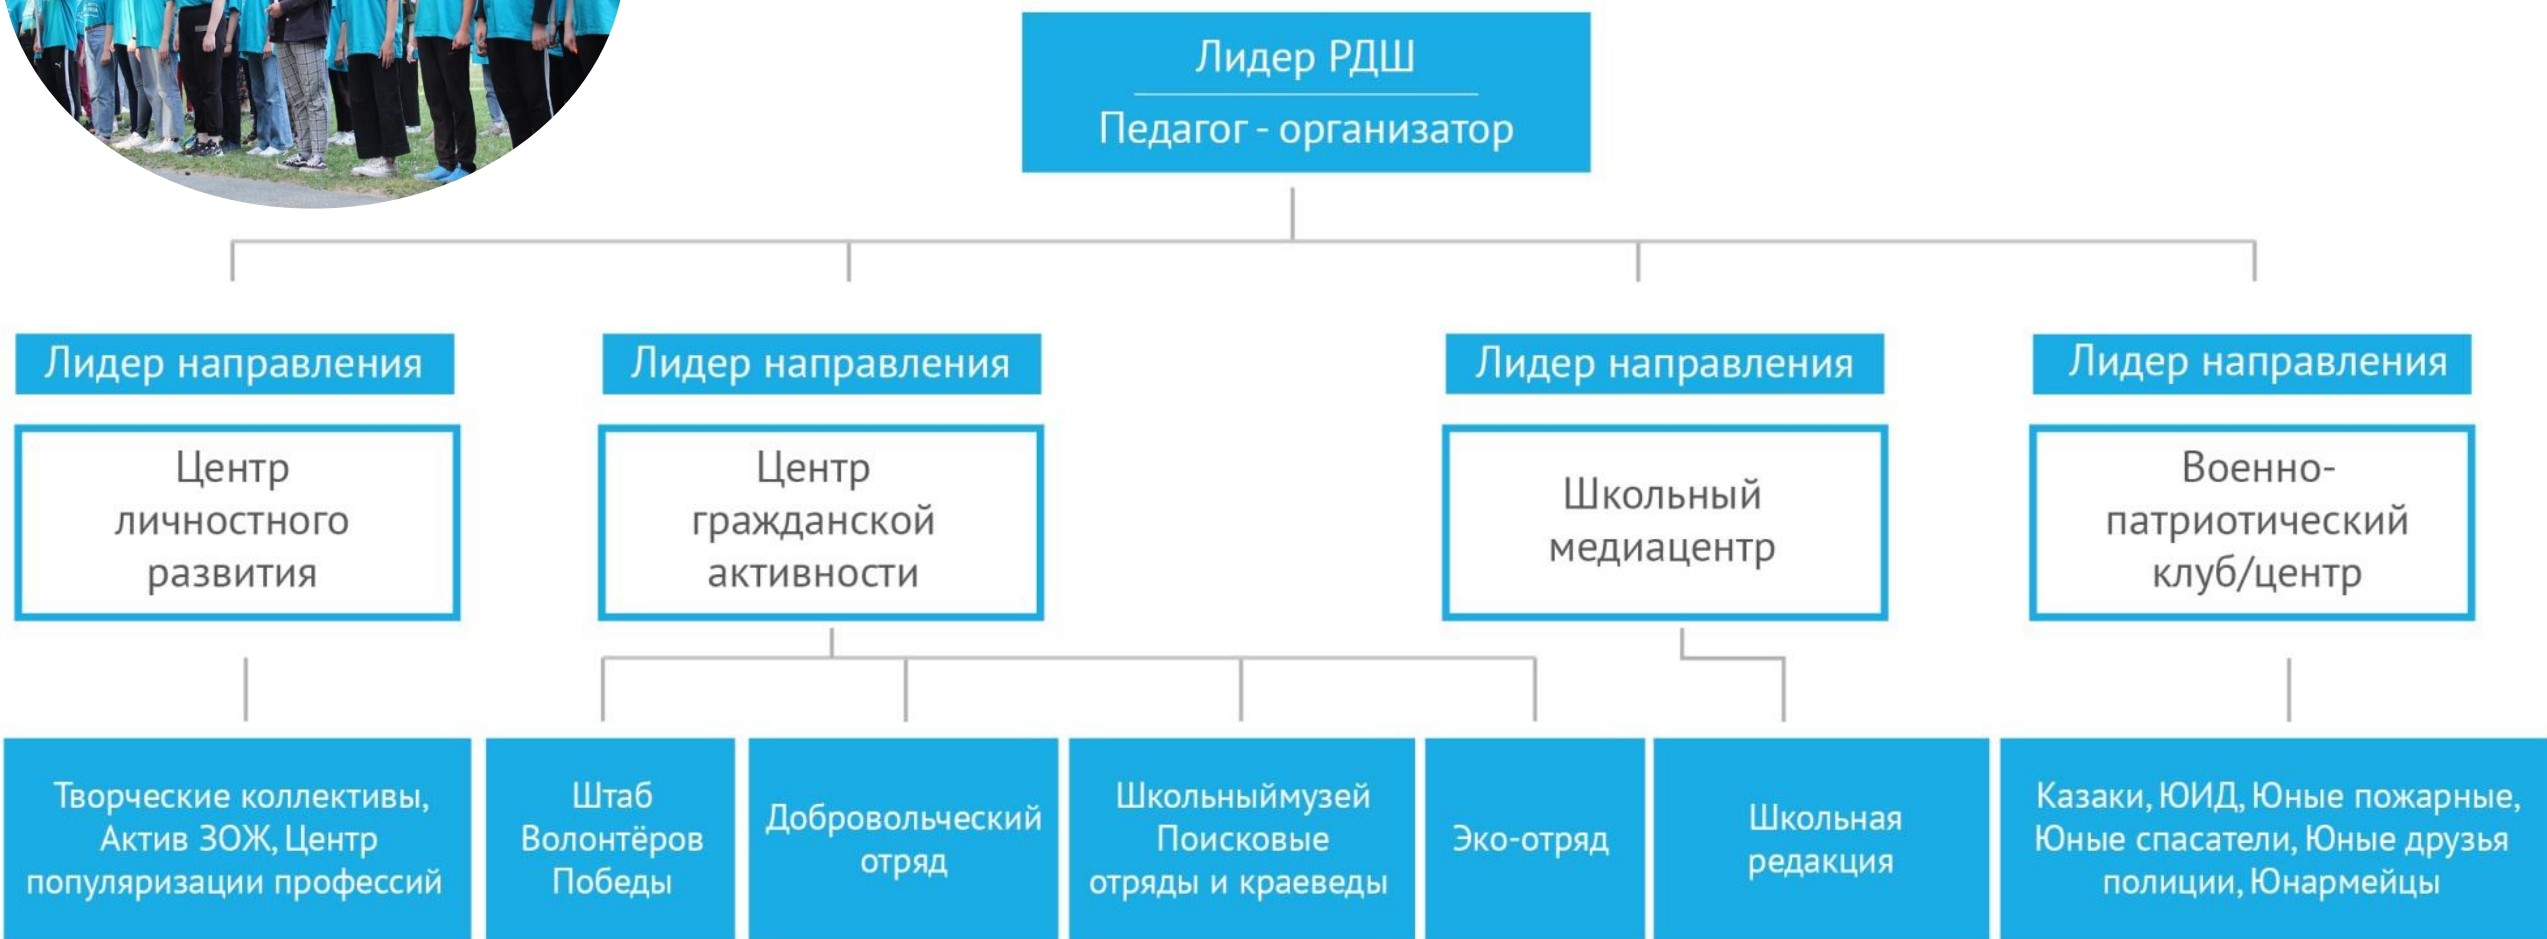 Лидер РДШ
Педагог - организатор
Лидер направления
Лидер направления
Лидер направления
Лидер направления
Центр
личностного
развития
Центр
гражданской
активности
Школьный
медиацентр
Военно-
патриотический
клуб/центр
Творческие коллективы,
Актив ЗОЖ, Центр
популяризации профессий
Штаб
Волонтёров
Победы
Добровольческий
отряд
Школьныймузей
Поисковые
отряды и краеведы
Эко-отряд
Школьная
редакция
Казаки, ЮИД, Юные пожарные,
Юные спасатели, Юные друзья
полиции, Юнармейцы